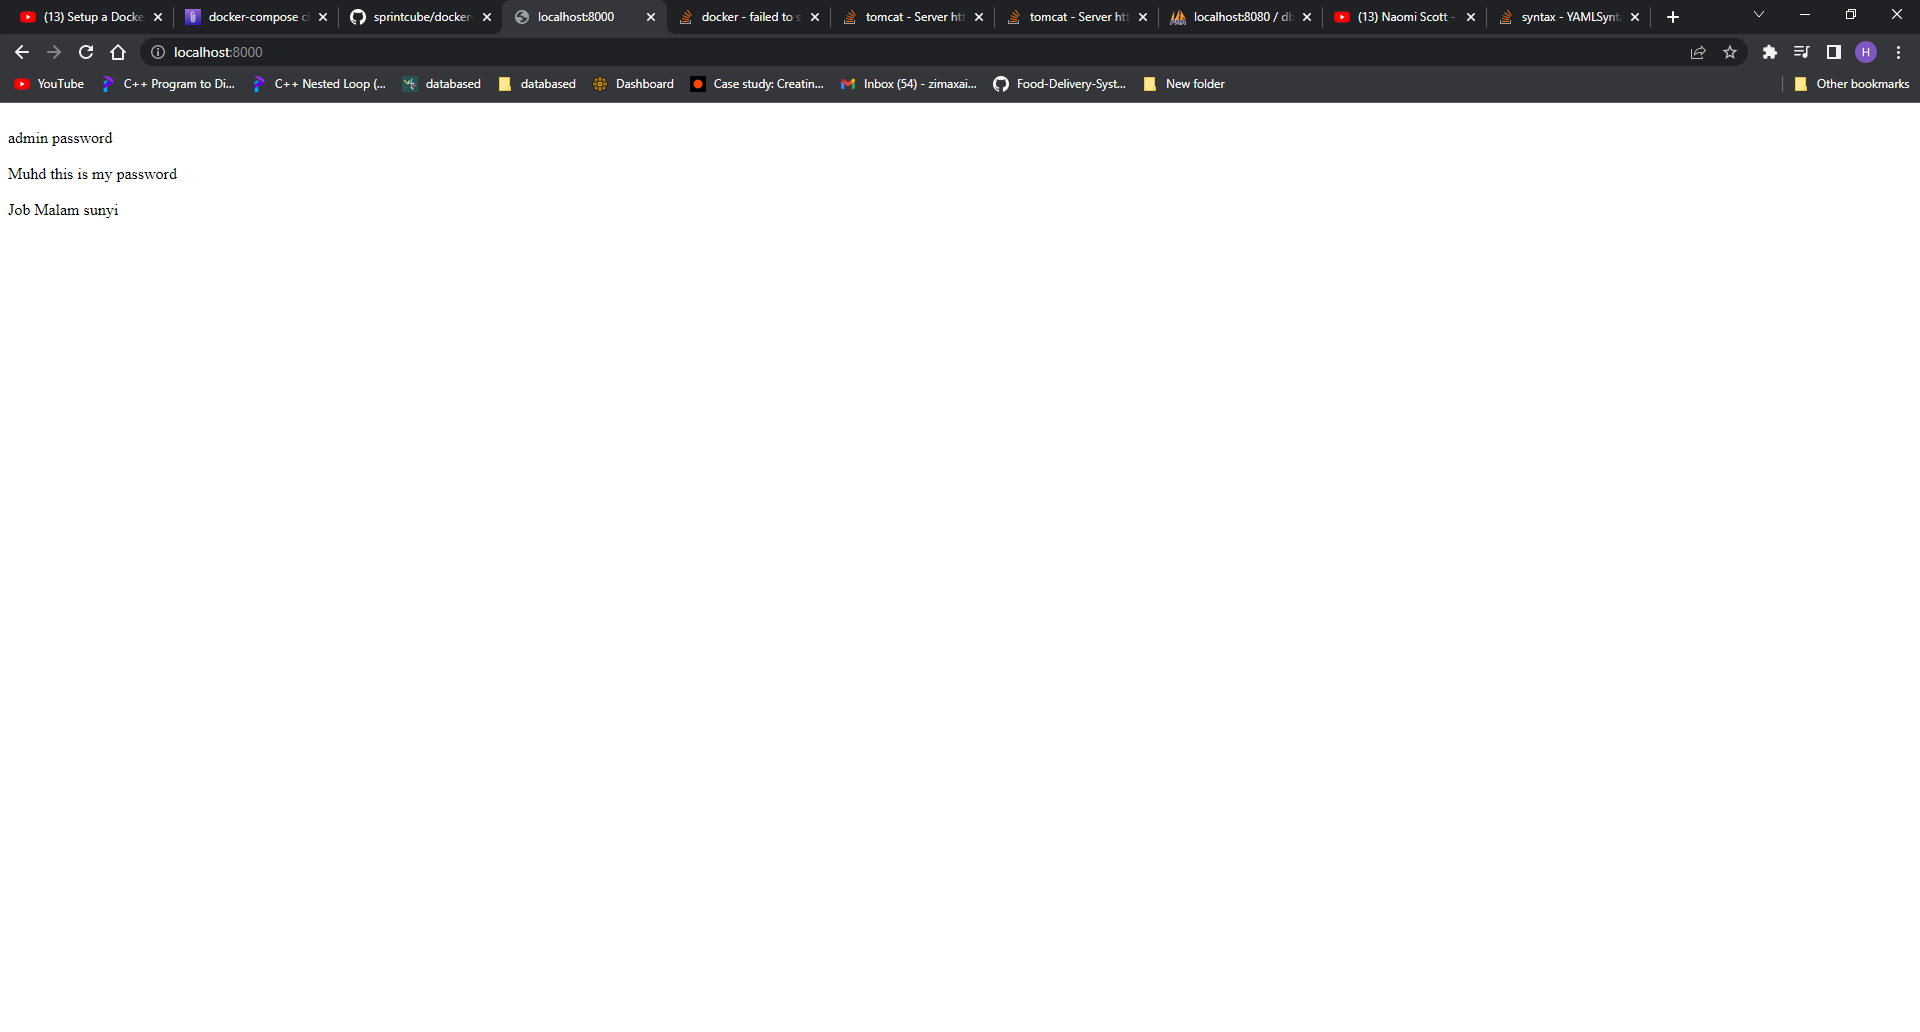 (13) Setup a Docke
docker-compose
sprintcube/docker-
localhost:8000
docker - failed to s
tomcat - Server htt
tomcat - Server htt
localhost:8080 / db
(13) Naomi Scott -
syntax - YAMLSynta
localhost:8000
H
YouTube
C++ Program to Di...
C++ Nested Loop (...
databased
databased
Dashboard
Case study: Creatin...
Inbox (54) - zimaxai...
Food-Delivery-Syst...
New folder
Other bookmarks
admin password
Muhd this is my password
Job Malam sunyi